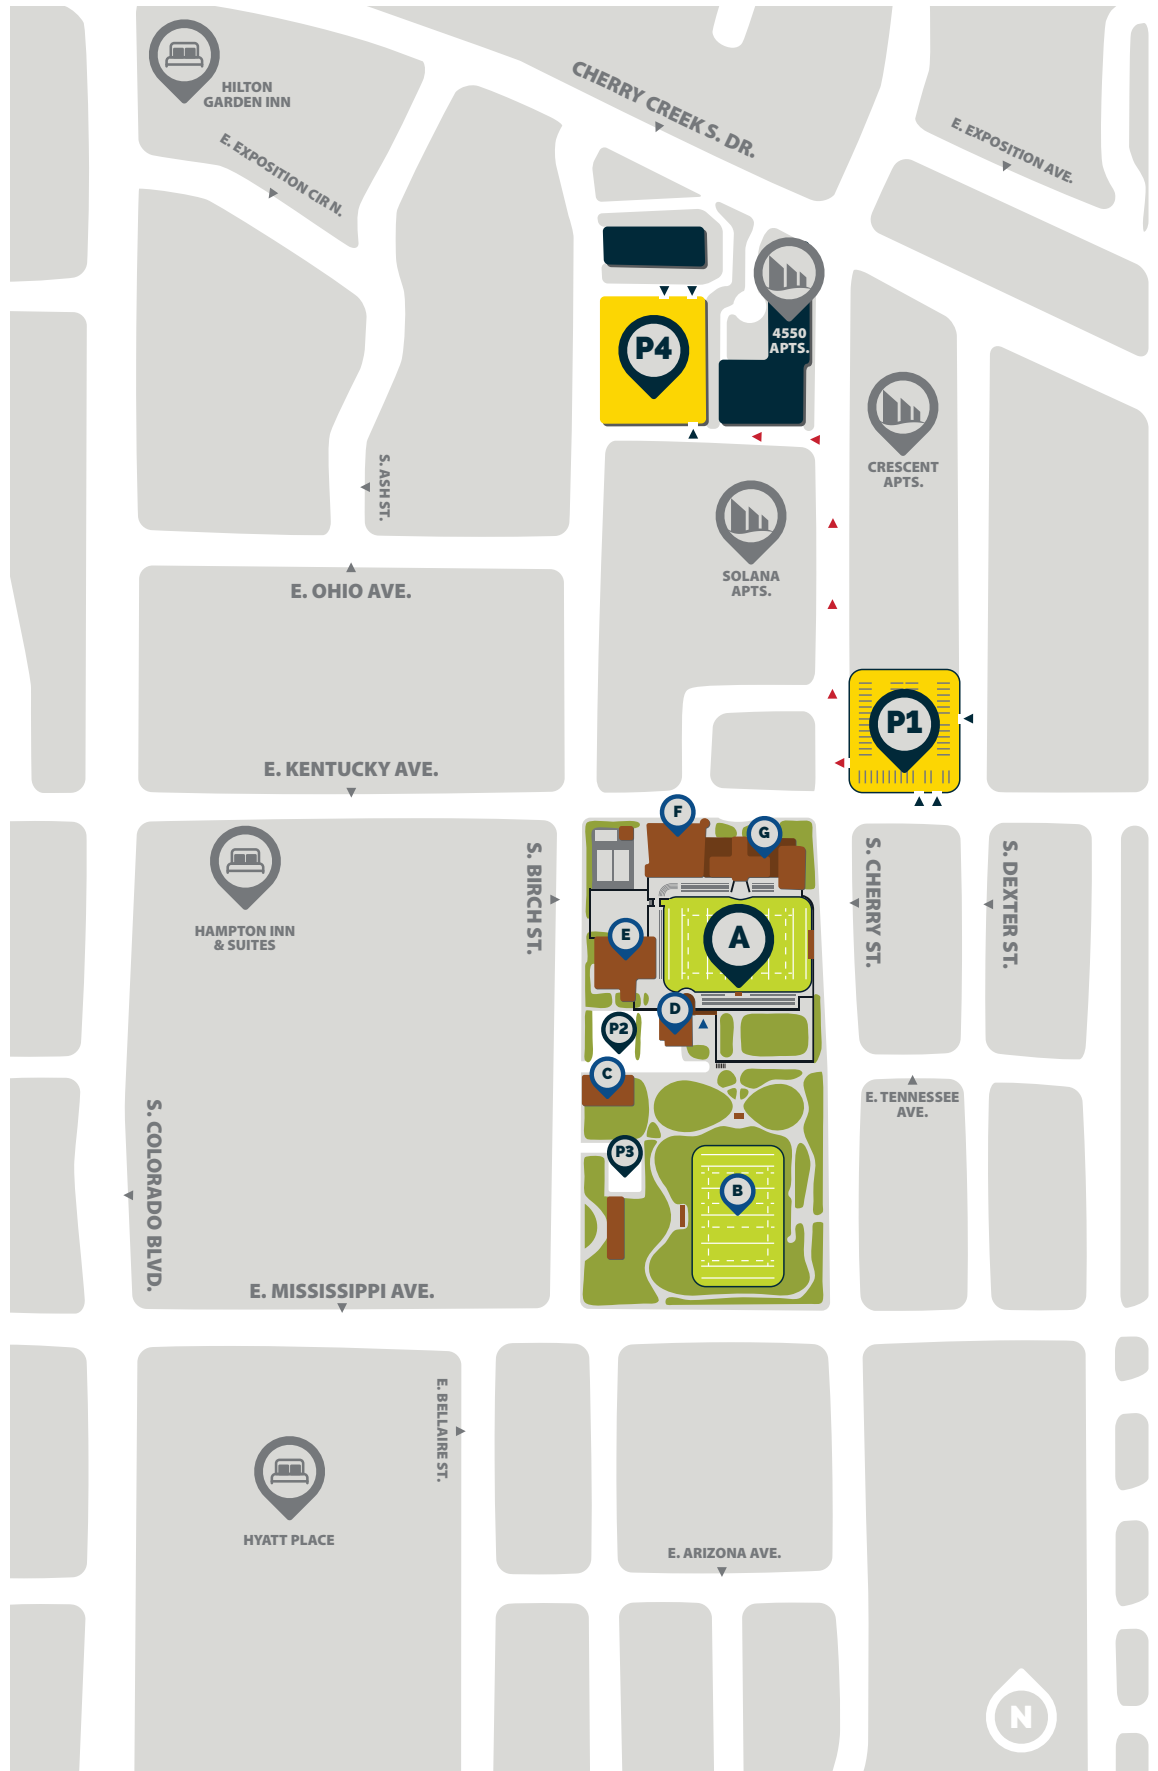 HILTON
GARDEN INN
CHERRY CREEK S. DR.
E. EXPOSITION CIR N.
E. EXPOSITION AVE.
4550
APTS.
P4
CRESCENT
APTS.
S. ASH ST.
SOLANA
APTS.
E. OHIO AVE.
P1
E. KENTUCKY AVE.
F
G
HAMPTON INN
& SUITES
S. BIRCH ST.
S. CHERRY ST.
S. DEXTER ST.
E
A
D
P2
C
E. TENNESSEE
AVE.
S. COLORADO BLVD.
P3
B
E. MISSISSIPPI AVE.
E. BELLAIRE ST.
HYATT PLACE
E. ARIZONA AVE.
N